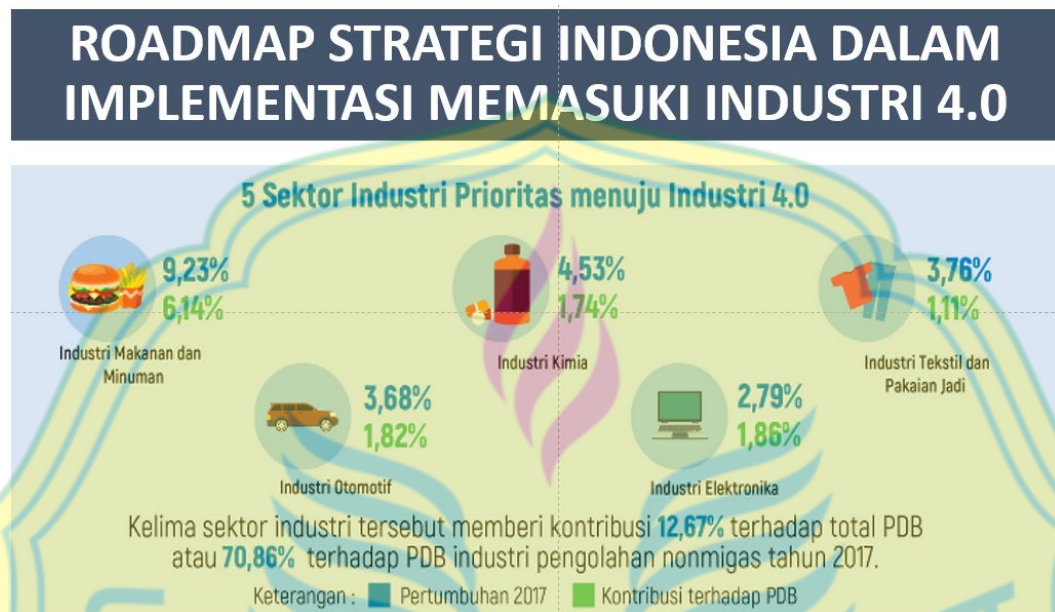 ROADMAP STRATEGI INDONESIA DALAM
IMPLEMENTASI MEMASUKI INDUSTRI 4.0
5 Sektor Industri Prioritas menuju Industri 4.0
9,23%
6,14%
Industri Makanan dan
Minuman
4,53%
1,74%
Industri Kimia
3,76%
1,11%
Industri Tekstil dan
Pakaian Jadi
3,68%
1,82%
Industri Otomotif
2,79%
1,86%
Industri Elektronika
Kelima sektor industri tersebut memberi kontribusi 12,67% terhadap total PDB
atau 70,86% terhadap PDB industri pengolahan nonmigas tahun 2017.
Keterangan : Pertumbuhan 2017 Kontribusi terhadap PDB